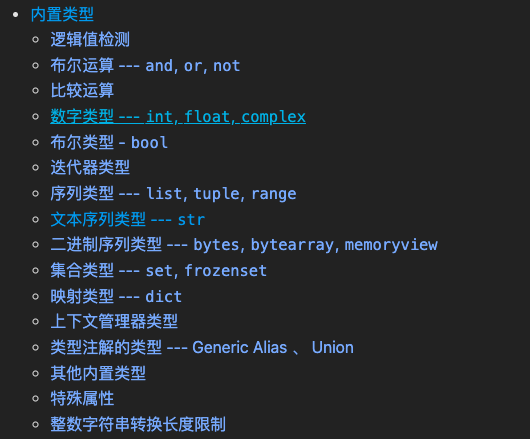 内置类型
逻辑值检测
布尔运算 --- and, or, not
比较运算
数字类型 --- int, float, complex
布尔类型 - bool
迭代器类型
序列类型 --- list, tuple, range
文本序列类型 --- str
二进制序列类型 --- bytes, bytearray, memoryview
集合类型 --- set, frozenset
映射类型 --- dict
上下文管理器类型
类型注解的类型 --- Generic Alias 、 Union
其他内置类型
特殊属性
整数字符串转换长度限制